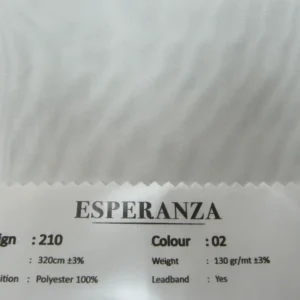 ESPERANZA
ign : 210 Colour : 02
: 320cm ±3% Weight : 130 gr/mt ±3%
ition : Polyester 100% Leadband : Yes